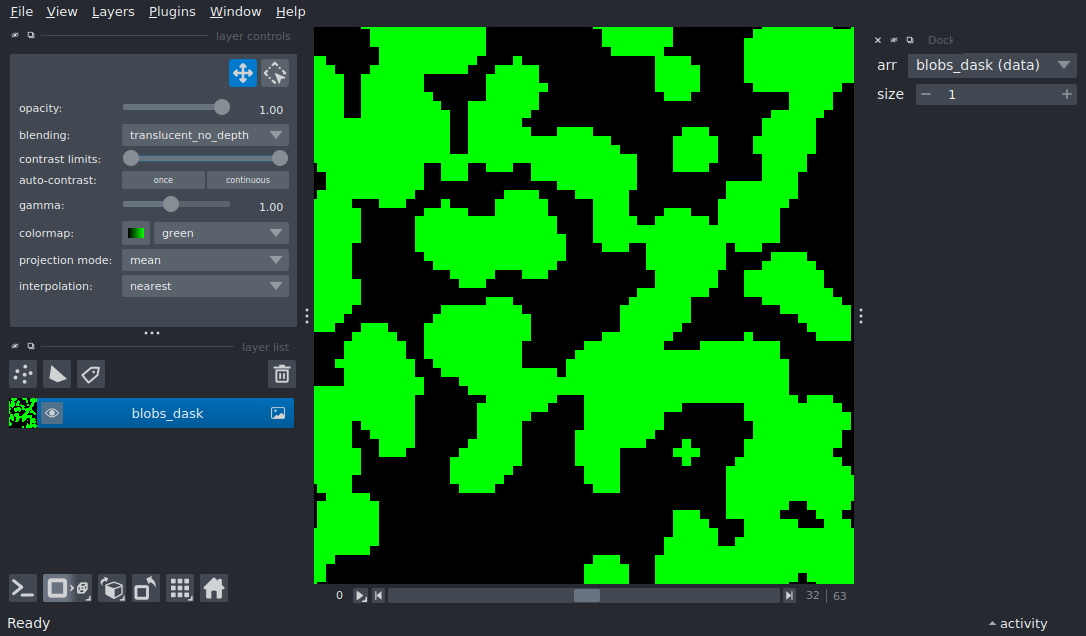 File View Layers Plugins Window Help
layer controls
opacity: 1.00
blending: translucent_no_depth
contrast limits:
auto-contrast: once continuous
gamma: 1.00
colormap: green
projection mode: mean
interpolation: nearest
layer list
blobs_dask
Dock
arr blobs_dask (data)
size 1
0 32 63
Ready
activity